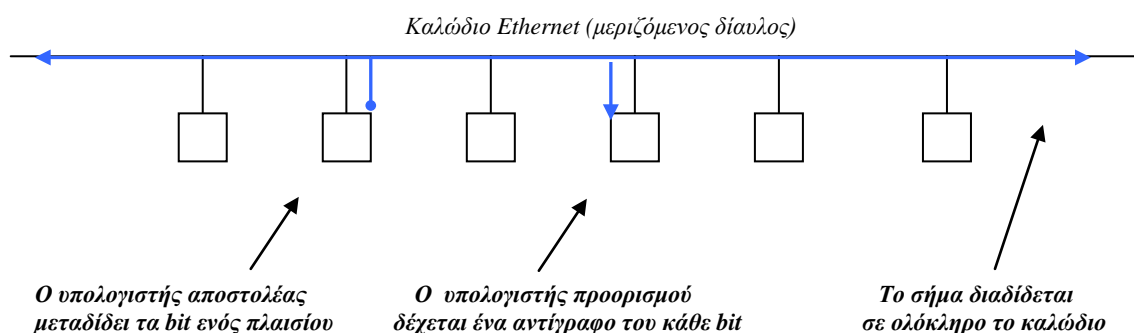 Καλώδιο Ethernet (μεριζόμενος δίαυλος)
Ο υπολογιστής αποστολέας
μεταδίδει τα bit ενός πλαισίου
Ο υπολογιστής προορισμού
δέχεται ένα αντίγραφο του κάθε bit
Το σήμα διαδίδεται
σε ολόκληρο το καλώδιο